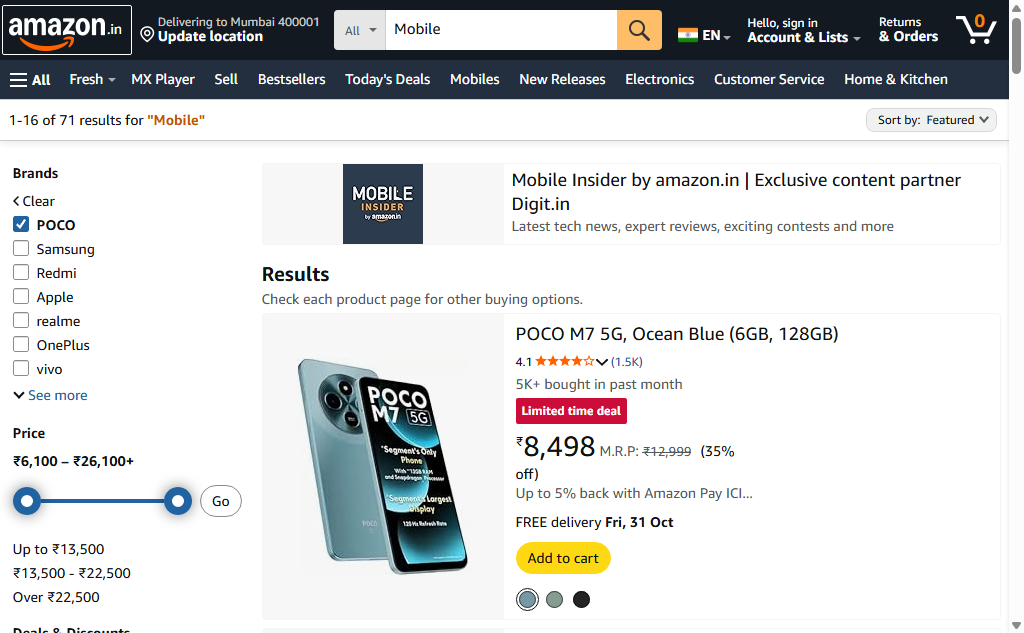 amazon.in
Delivering to Mumbai 400001
Update location
All
Mobile
EN
Hello, sign in
Account & Lists
Returns
& Orders
0
All
Fresh
MX Player
Sell
Bestsellers
Today's Deals
Mobiles
New Releases
Electronics
Customer Service
Home & Kitchen
1-16 of 71 results for "Mobile"
Sort by: Featured
Brands
Clear
POCO
Samsung
Redmi
Apple
realme
OnePlus
vivo
See more
Price
₹6,100 – ₹26,100+
Go
Up to ₹13,500
₹13,500 - ₹22,500
Over ₹22,500
Deals & Discounts
MOBILE
INSIDER
by amazon.in
Mobile Insider by amazon.in | Exclusive content partner
Digit.in
Latest tech news, expert reviews, exciting contests and more
Results
Check each product page for other buying options.
POCO
M7 5G
"Segment's Only
Phone
With ~12GB RAM
and Snapdragon Processor
"Segment's Largest
Display
120 Hz Refresh Rate
POCO
POCO M7 5G, Ocean Blue (6GB, 128GB)
4.1 (1.5K)
5K+ bought in past month
Limited time deal
₹8,498 M.R.P: ₹12,999 (35%
off)
Up to 5% back with Amazon Pay ICI…
FREE delivery Fri, 31 Oct
Add to cart